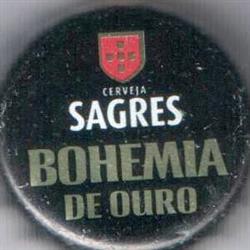 CERVEJA
SAGRES
BOHEMIA
DE OURO